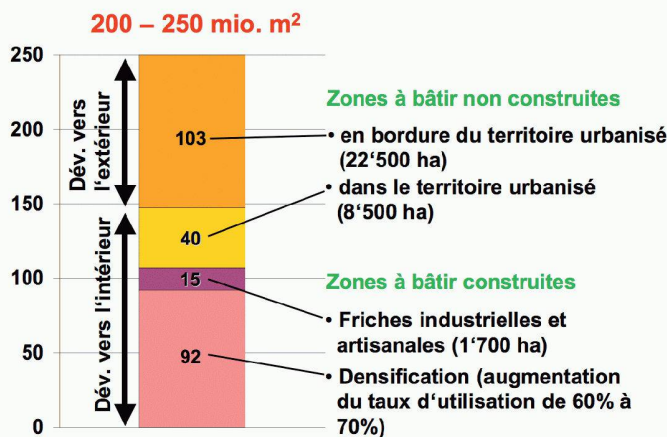 200 – 250 mio. m²
250
200
150
100
50
0
Dév. vers
l'extérieur
Dév. vers l'intérieur
103
40
15
92
Zones à bâtir non construites
• en bordure du territoire urbanisé
(22'500 ha)
• dans le territoire urbanisé
(8'500 ha)
Zones à bâtir construites
• Friches industrielles et
artisanales (1'700 ha)
• Densification (augmentation
du taux d'utilisation de 60% à
70%)